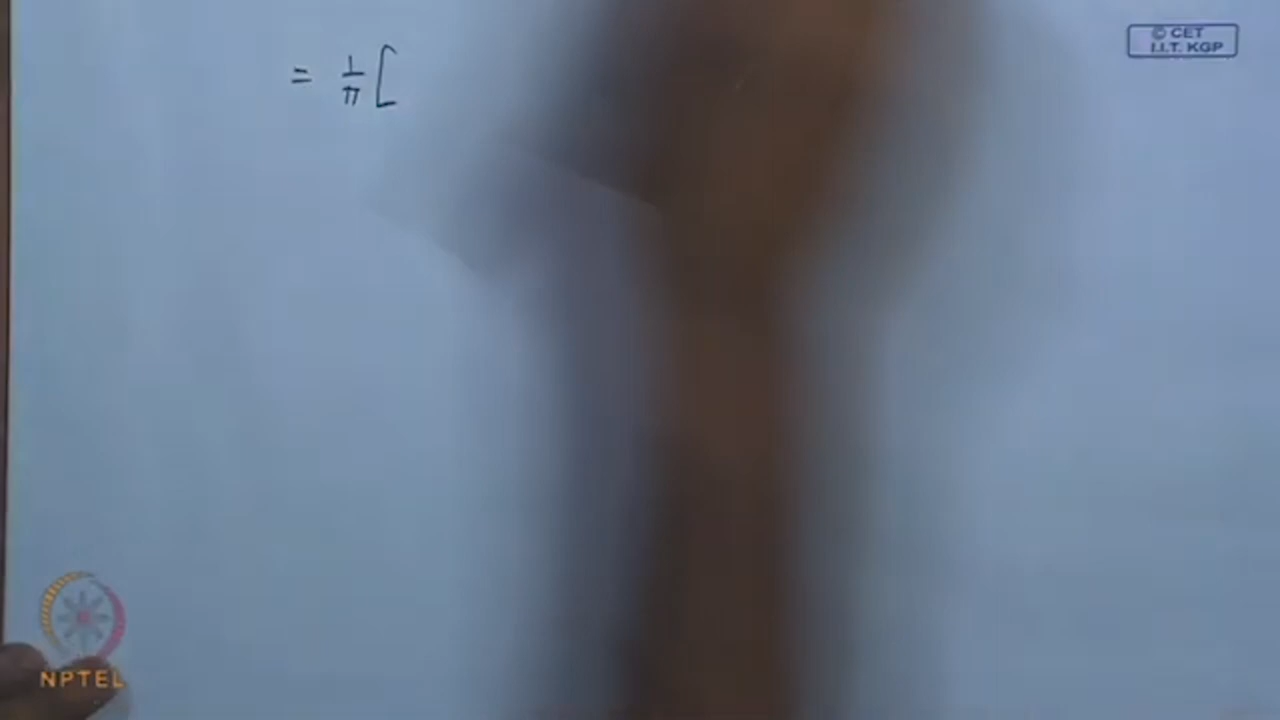 = 1/π [
© CET
I.I.T. KGP
NPTEL